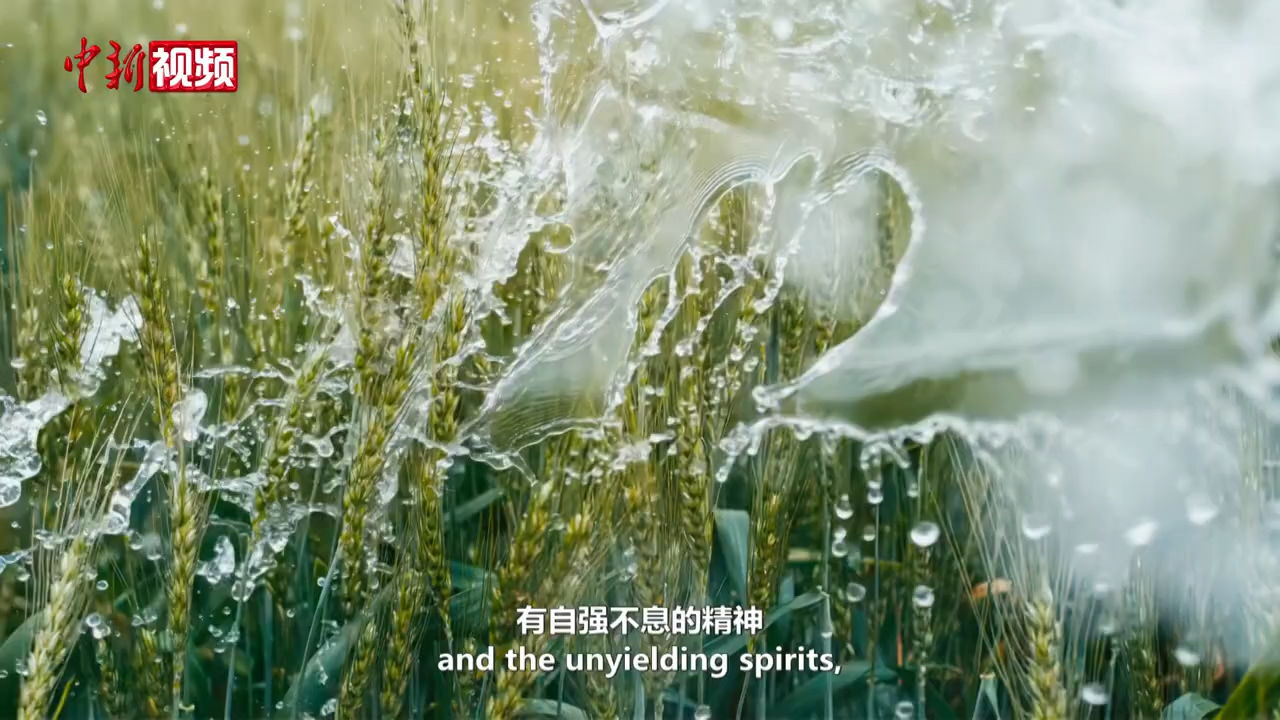 中新视频
有自强不息的精神
and the unyielding spirits,